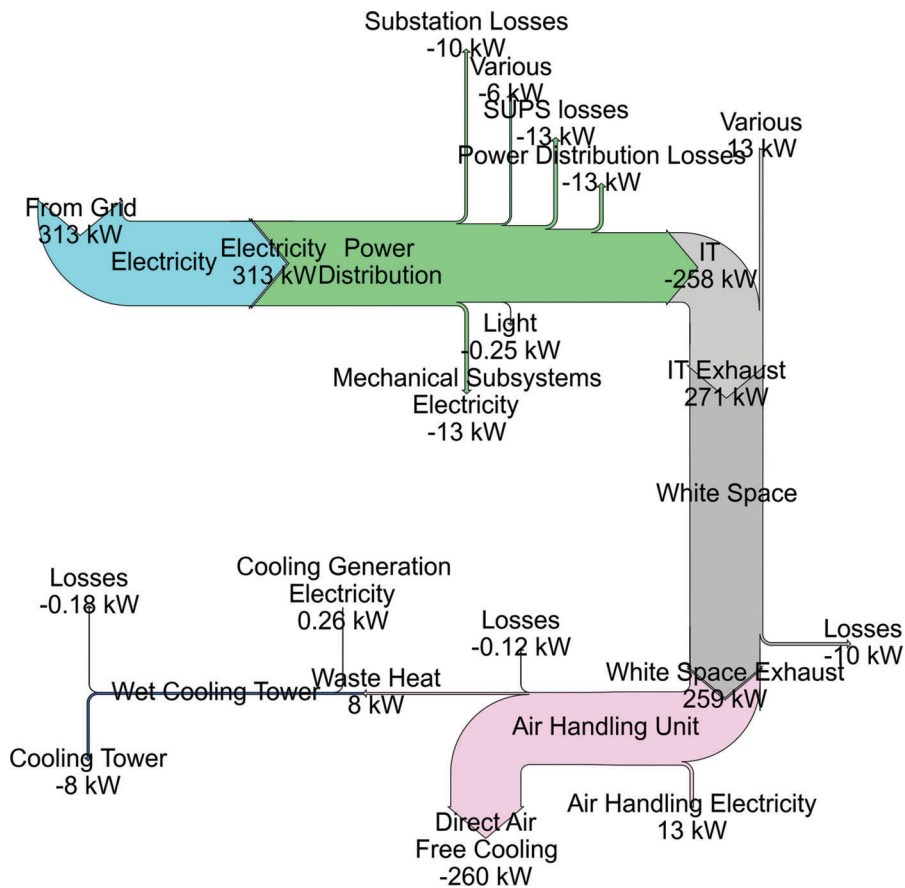 Substation Losses
-10 kW
Various
-6 kW
SUPS losses
-13 kW
Power Distribution Losses
-13 kW
Various
13 kW
From Grid
313 kW
Electricity
Electricity
313 kW
Power
Distribution
IT
-258 kW
Light
-0.25 kW
Mechanical Subsystems
Electricity
-13 kW
IT Exhaust
271 kW
White Space
Losses
-0.18 kW
Cooling Generation
Electricity
0.26 kW
Losses
-0.12 kW
Losses
-10 kW
White Space Exhaust
259 kW
Wet Cooling Tower
Waste Heat
8 kW
Air Handling Unit
Cooling Tower
-8 kW
Direct Air
Free Cooling
-260 kW
Air Handling Electricity
13 kW